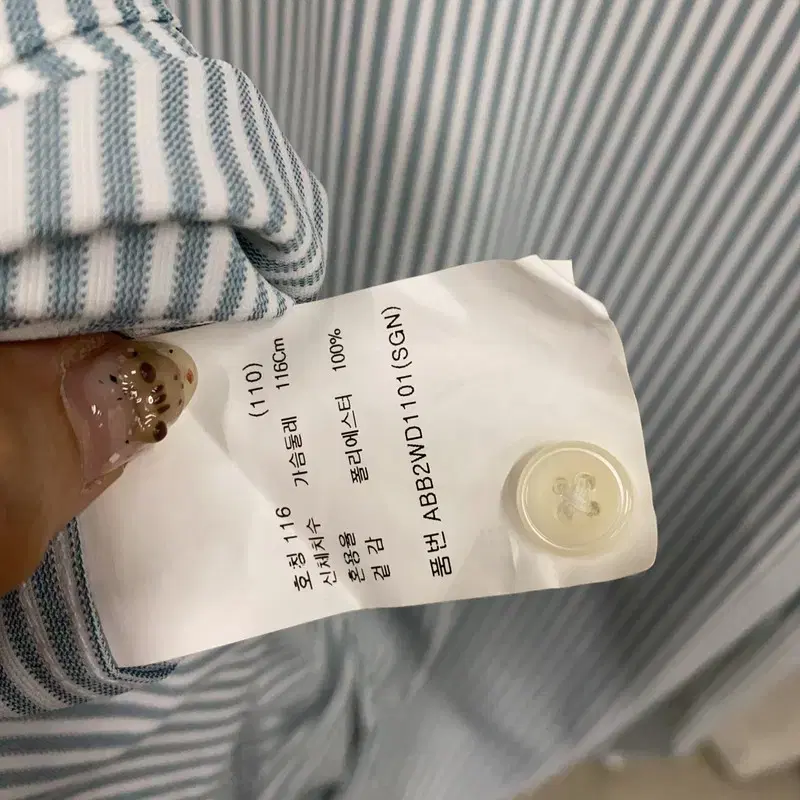 호칭 116 (110)
신체치수 가슴둘레 116Cm
혼용율
겉감 폴리에스터 100%
품번 ABB2WD1101(SGN)